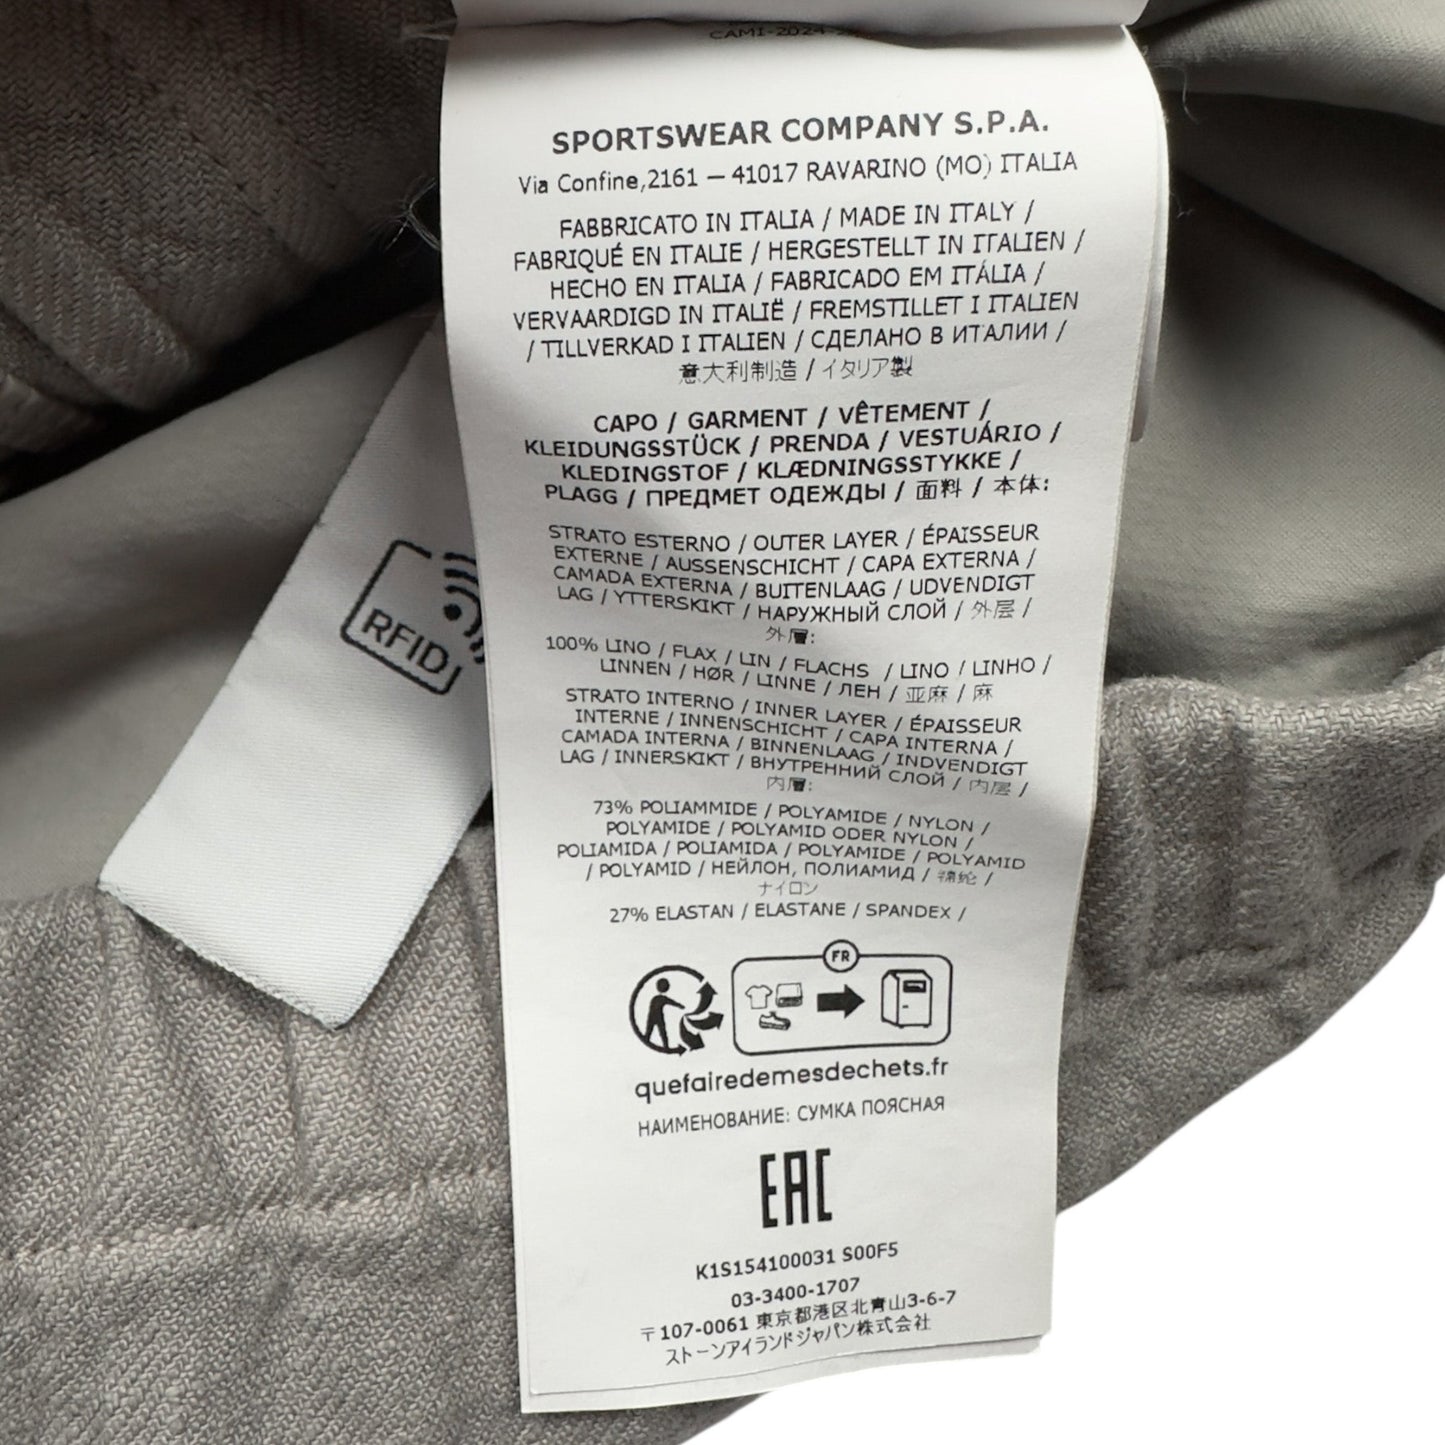 SPORTSWEAR COMPANY S.P.A.
Via Confine,2161 – 41017 RAVARINO (MO) ITALIA
FABBRICATO IN ITALIA / MADE IN ITALY /
FABRIQUÉ EN ITALIE / HERGESTELLT IN ITALIEN /
HECHO EN ITALIA / FABRICADO EM ITÁLIA /
VERVAARDIGD IN ITALIË / FREMSTILLET I ITALIEN
/ TILLVERKAD I ITALIEN / СДЕЛАНО В ИТАЛИИ /
意大利制造 / イタリア製
CAPO / GARMENT / VÊTEMENT /
KLEIDUNGSSTÜCK / PRENDA / VESTUÁRIO /
KLEDINGSTOF / KLÆDNINGSSTYKKE /
PLAGG / ПРЕДМЕТ ОДЕЖДЫ / 面料 / 本体:
STRATO ESTERNO / OUTER LAYER / ÉPAISSEUR
EXTERNE / AUSSENSCHICHT / CAPA EXTERNA /
CAMADA EXTERNA / BUITENLAAG / UDVENDIGT
LAG / YTTERSKIKT / НАРУЖНЫЙ СЛОЙ / 外层 /
外層:
100% LINO / FLAX / LIN / FLACHS / LINO / LINHO /
LINNEN / HØR / LINNE / ЛЕН / 亚麻 / 麻
STRATO INTERNO / INNER LAYER / ÉPAISSEUR
INTERNE / INNENSCHICHT / CAPA INTERNA /
CAMADA INTERNA / BINNENLAAG / INDVENDIGT
LAG / INNERSKIKT / ВНУТРЕННИЙ СЛОЙ / 内层 /
内層:
73% POLIAMMIDE / POLYAMIDE / NYLON /
POLYAMIDE / POLYAMID ODER NYLON /
POLIAMIDA / POLIAMIDA / POLYAMIDE / POLYAMID
/ POLYAMID / НЕЙЛОН, ПОЛИАМИД / 锦纶 /
ナイロン
27% ELASTAN / ELASTANE / SPANDEX /
FR
quefairedemesdechets.fr
НАИМЕНОВАНИЕ: СУМКА ПОЯСНАЯ
EAC
K1S154100031 S00F5
03-3400-1707
〒107-0061 東京都港区北青山3-6-7
ストーンアイランドジャパン株式会社
RFID